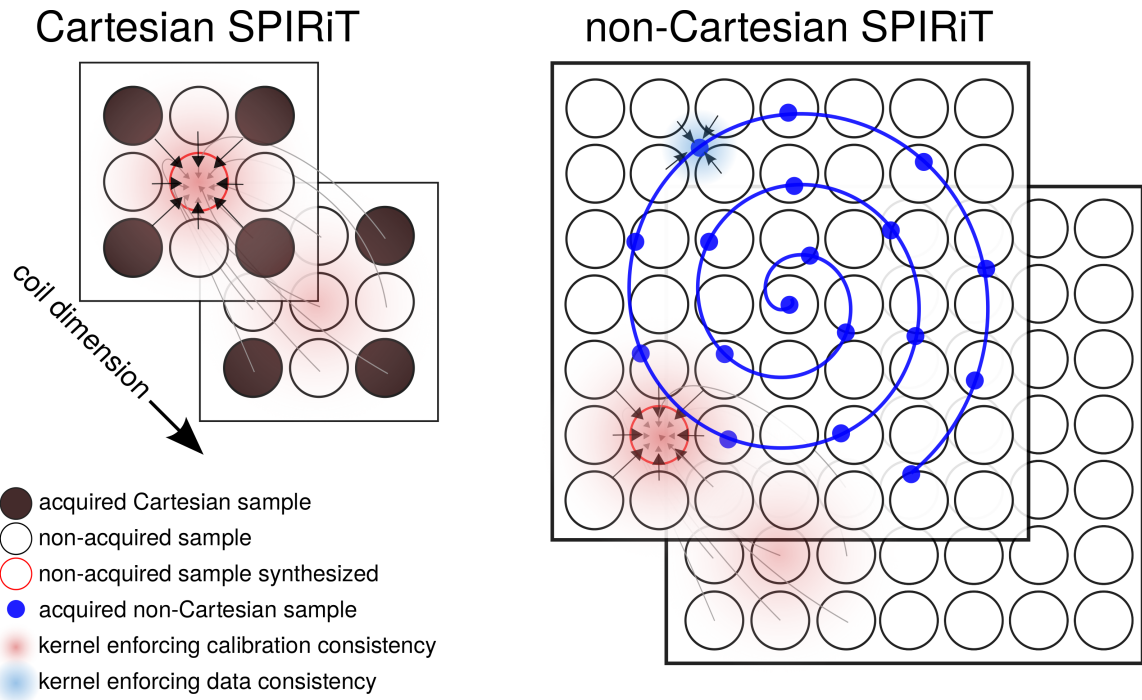 Cartesian SPIRiT
non-Cartesian SPIRiT
coil dimension
acquired Cartesian sample
non-acquired sample
non-acquired sample synthesized
acquired non-Cartesian sample
kernel enforcing calibration consistency
kernel enforcing data consistency